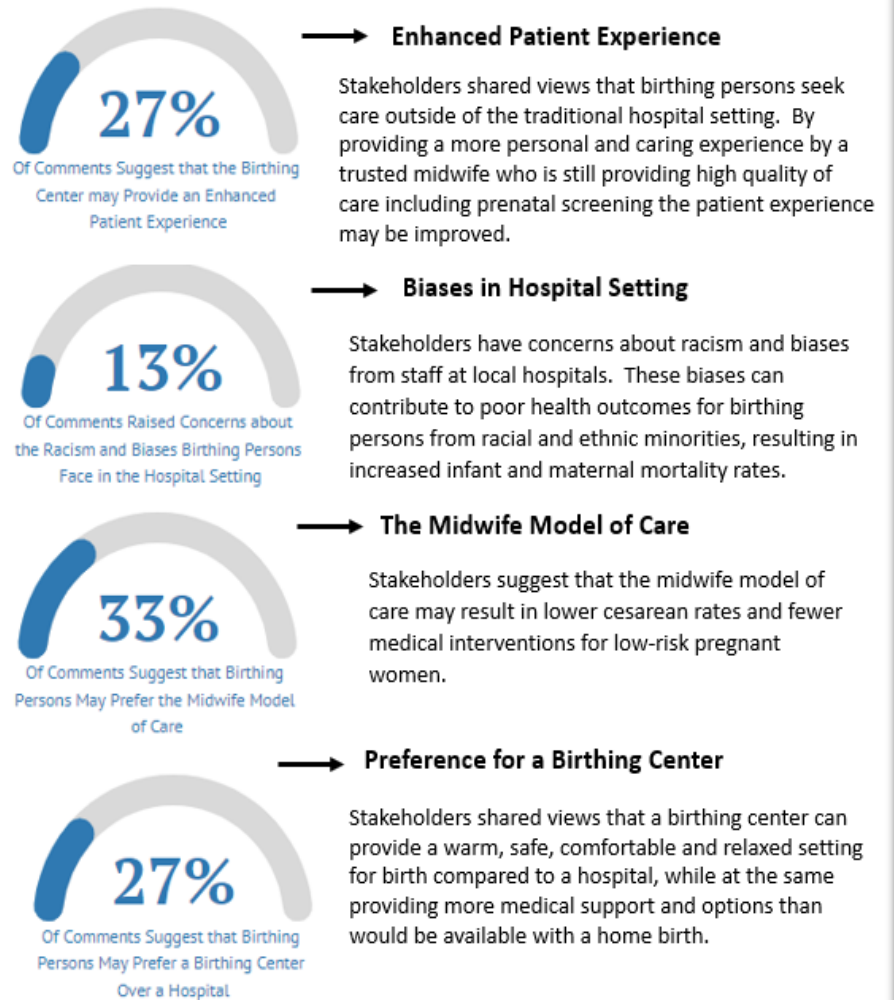 Enhanced Patient Experience
27%
Of Comments Suggest that the Birthing
Center may Provide an Enhanced
Patient Experience
Stakeholders shared views that birthing persons seek
care outside of the traditional hospital setting.  By
providing a more personal and caring experience by a
trusted midwife who is still providing high quality of
care including prenatal screening the patient experience
may be improved.
Biases in Hospital Setting
13%
Of Comments Raised Concerns about
the Racism and Biases Birthing Persons
Face in the Hospital Setting
Stakeholders have concerns about racism and biases
from staff at local hospitals.  These biases can
contribute to poor health outcomes for birthing
persons from racial and ethnic minorities, resulting in
increased infant and maternal mortality rates.
The Midwife Model of Care
33%
Of Comments Suggest that Birthing
Persons May Prefer the Midwife Model
of Care
Stakeholders suggest that the midwife model of
care may result in lower cesarean rates and fewer
medical interventions for low-risk pregnant
women.
Preference for a Birthing Center
27%
Of Comments Suggest that Birthing
Persons May Prefer a Birthing Center
Over a Hospital
Stakeholders shared views that a birthing center can
provide a warm, safe, comfortable and relaxed setting
for birth compared to a hospital, while at the same
providing more medical support and options than
would be available with a home birth.